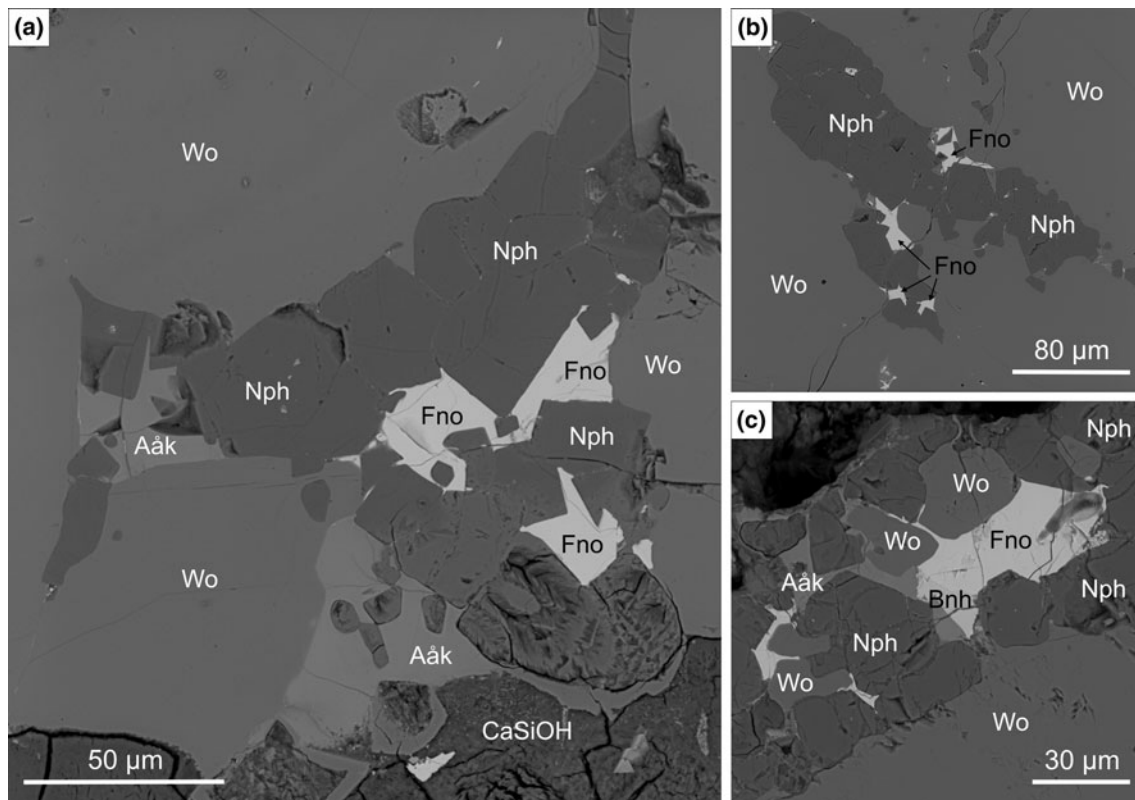 (a)
Wo
Nph
Nph
Fno
Fno
Wo
Aåk
Nph
Fno
Wo
Aåk
CaSiOH
50 µm
(b)
Wo
Nph
Fno
Nph
Fno
Wo
80 µm
(c)
Nph
Wo
Wo
Fno
Aåk
Bnh
Nph
Nph
Wo
Wo
30 µm